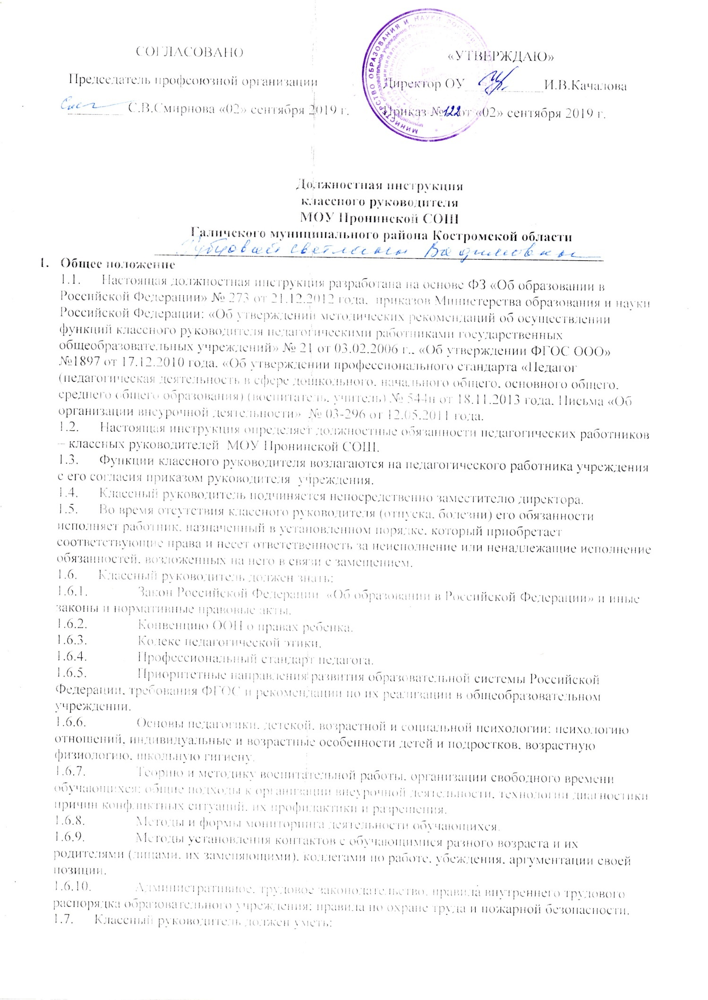 СОГЛАСОВАНО
«УТВЕРЖДАЮ»
Председатель профсоюзной организации
Директор ОУ И.В.Качалова
С.В.Смирнова «02» сентября 2019 г.
Приказ №122 от «02» сентября 2019 г.
МИНИСТЕРСТВО ОБРАЗОВАНИЯ И НАУКИ
Должностная инструкция
классного руководителя
МОУ Пронинской СОШ
Галичского муниципального района Костромской области
Светланы Вадимовны
1. Общее положение
1.1. Настоящая должностная инструкция разработана на основе ФЗ «Об образовании в
Российской Федерации» № 273 от 21.12.2012 года, приказов Министерства образования и науки
Российской Федерации: «Об утверждении методических рекомендаций об осуществлении
функций классного руководителя педагогическими работниками государственных
общеобразовательных учреждений» № 21 от 03.02.2006 г., «Об утверждении ФГОС ООО»
№1897 от 17.12.2010 года, «Об утверждении профессионального стандарта «Педагог
(педагогическая деятельность в сфере дошкольного, начального общего, основного общего,
среднего общего образования) (воспитатель, учитель) № 544н от 18.11.2013 года, Письма «Об
организации внеурочной деятельности» № 03-296 от 12.05.2011 года.
1.2. Настоящая инструкция определяет должностные обязанности педагогических работников
– классных руководителей МОУ Пронинской СОШ.
1.3. Функции классного руководителя возлагаются на педагогического работника учреждения
с его согласия приказом руководителя учреждения.
1.4. Классный руководитель подчиняется непосредственно заместителю директора.
1.5. Во время отсутствия классного руководителя (отпуска, болезни) его обязанности
исполняет работник, назначенный в установленном порядке, который приобретает
соответствующие права и несет ответственность за неисполнение или неналлежащие исполнение
обязанностей, возложенных на него в связи с замещением.
1.6. Классный руководитель должен знать:
1.6.1. Закон Российской Федерации «Об образовании в Российской Федерации» и иные
законы и нормативные правовые акты.
1.6.2. Конвенцию ООН о правах ребенка.
1.6.3. Кодекс педагогической этики.
1.6.4. Профессиональный стандарт педагога.
1.6.5. Приоритетные направления развития образовательной системы Российской
Федерации, требования ФГОС и рекомендации по их реализации в общеобразовательном
учреждении.
1.6.6. Основы педагогики, детской, возрастной и социальной психологии; психологию
отношений, индивидуальные и возрастные особенности детей и подростков, возрастную
физиологию, школьную гигиену.
1.6.7. Теорию и методику воспитательной работы, организации свободного времени
обучающихся; общие подходы к организации внеурочной деятельности, технологии диагностики
причин конфликтных ситуаций, их профилактики и разрешения.
1.6.8. Методы и формы мониторинга деятельности обучающихся.
1.6.9. Методы установления контактов с обучающимися разного возраста и их
родителями (лицами, их заменяющими), коллегами по работе, убеждения, аргументации своей
позиции.
1.6.10. Административное, трудовое законодательство, правила внутреннего трудового
распорядка образовательного учреждения; правила по охране труда и пожарной безопасности.
1.7. Классный руководитель должен уметь: